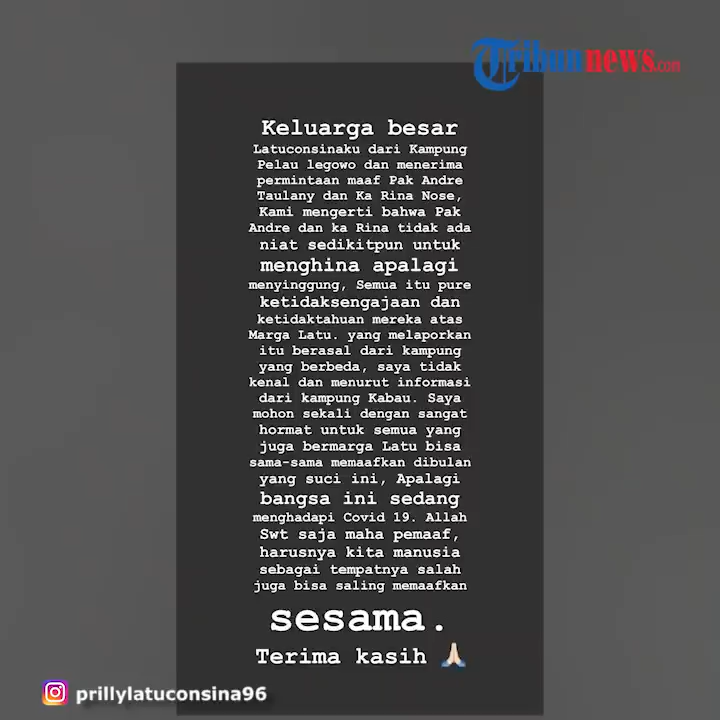 Tribunnews.com
Keluarga besar
Latuconsinaku dari Kampung
Pelau legowo dan menerima
permintaan maaf Pak Andre
Taulany dan Ka Rina Nose,
Kami mengerti bahwa Pak
Andre dan ka Rina tidak ada
niat sedikitpun untuk
menghina apalagi
menyinggung, Semua itu pure
ketidaksengajaan dan
ketidaktahuan mereka atas
Marga Latu. yang melaporkan
itu berasal dari kampung
yang berbeda, saya tidak
kenal dan menurut informasi
dari kampung Kabau. Saya
mohon sekali dengan sangat
hormat untuk semua yang
juga bermarga Latu bisa
sama-sama memaafkan dibulan
yang suci ini, Apalagi
bangsa ini sedang
menghadapi Covid 19. Allah
Swt saja maha pemaaf,
harusnya kita manusia
sebagai tempatnya salah
juga bisa saling memaafkan
sesama.
Terima kasih 🙏🏻
prillylatuconsina96